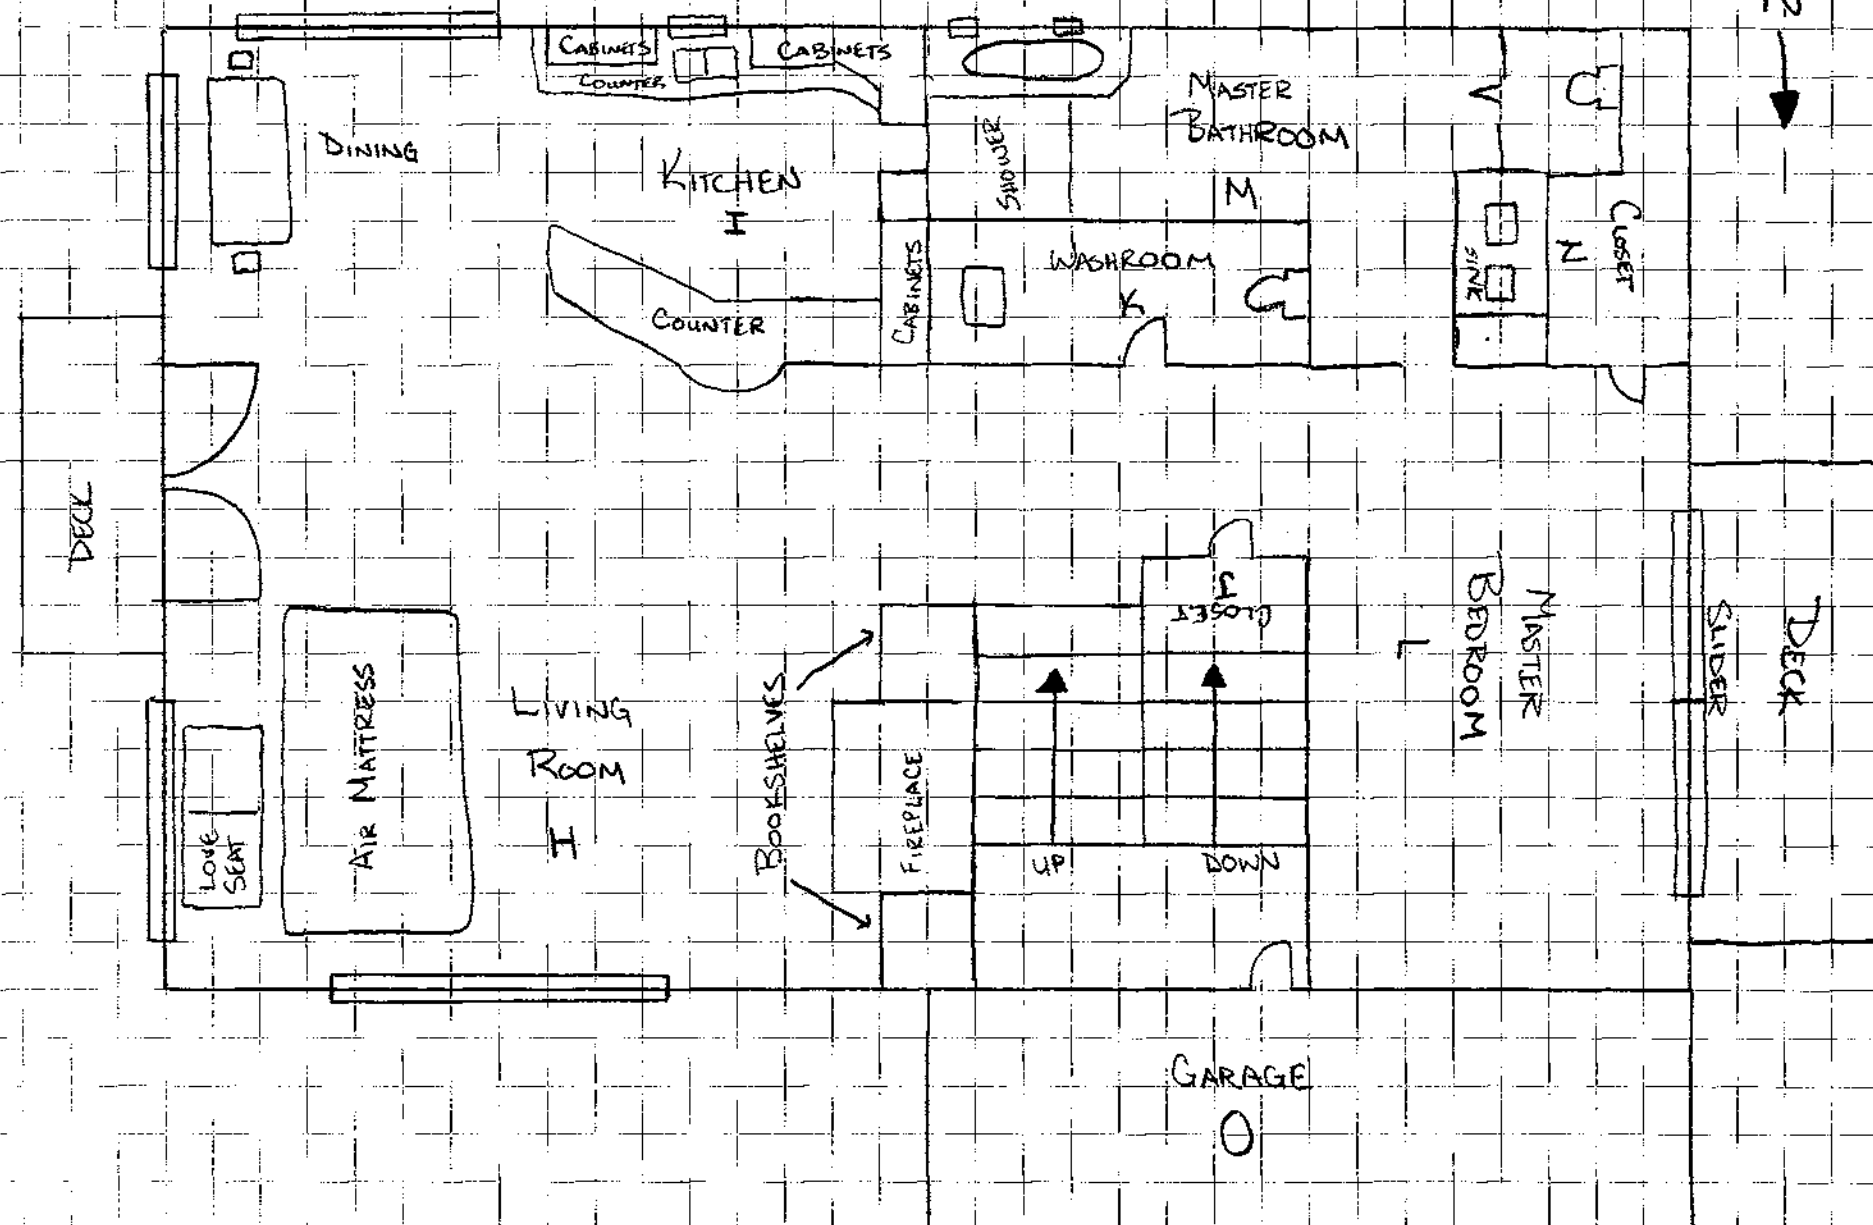 CABINETS
CABINETS
COUNTER
DINING
KITCHEN
I
SHOWER
MASTER
BATHROOM
M
CABINETS
WASHROOM
K
SINK
N
CLOSET
COUNTER
DECK
LIVING
ROOM
H
AIR MATTRESS
LOVE
SEAT
BOOKSHELVES
FIREPLACE
UP
DOWN
J
CLOSET
L
MASTER
BEDROOM
SLIDER
DECK
GARAGE
O